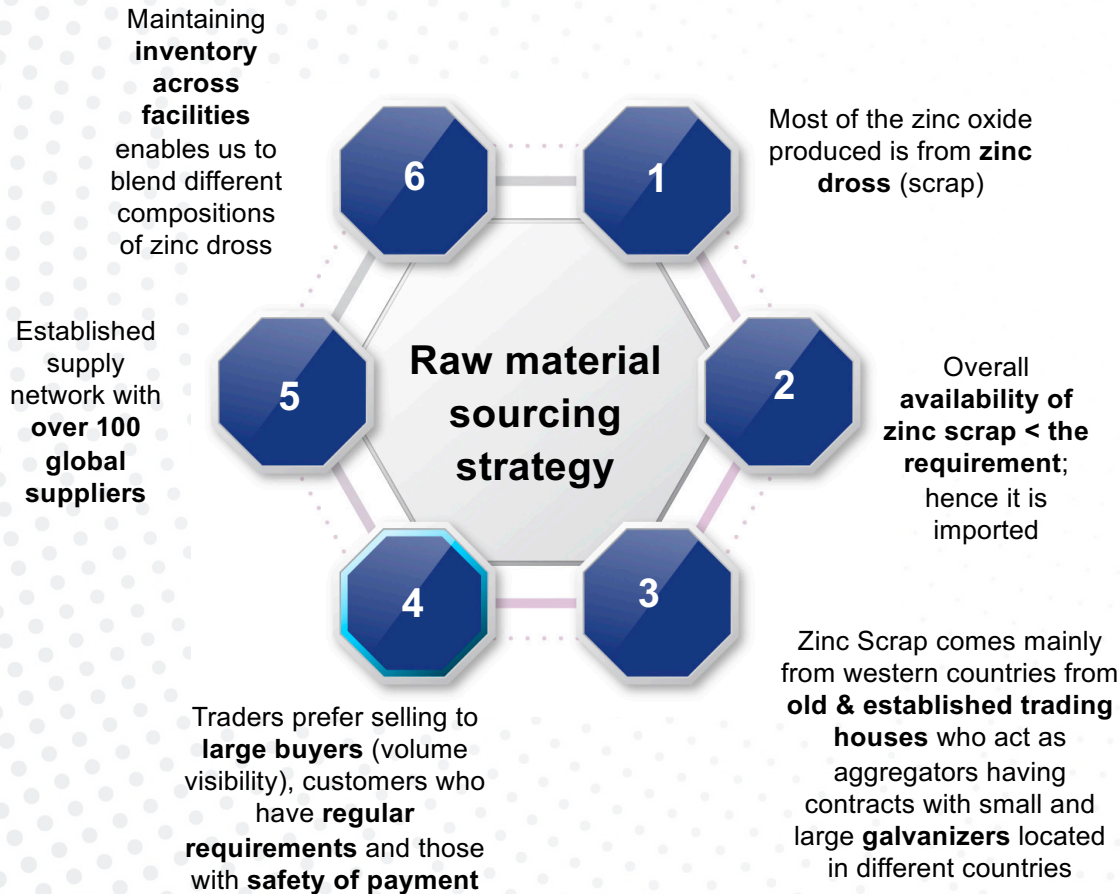 Raw material
sourcing
strategy
1
Most of the zinc oxide
produced is from zinc
dross (scrap)
2
Overall
availability of
zinc scrap < the
requirement;
hence it is
imported
3
Zinc Scrap comes mainly
from western countries from
old & established trading
houses who act as
aggregators having
contracts with small and
large galvanizers located
in different countries
4
Traders prefer selling to
large buyers (volume
visibility), customers who
have regular
requirements and those
with safety of payment
5
Established
supply
network with
over 100
global
suppliers
6
Maintaining
inventory
across
facilities
enables us to
blend different
compositions
of zinc dross